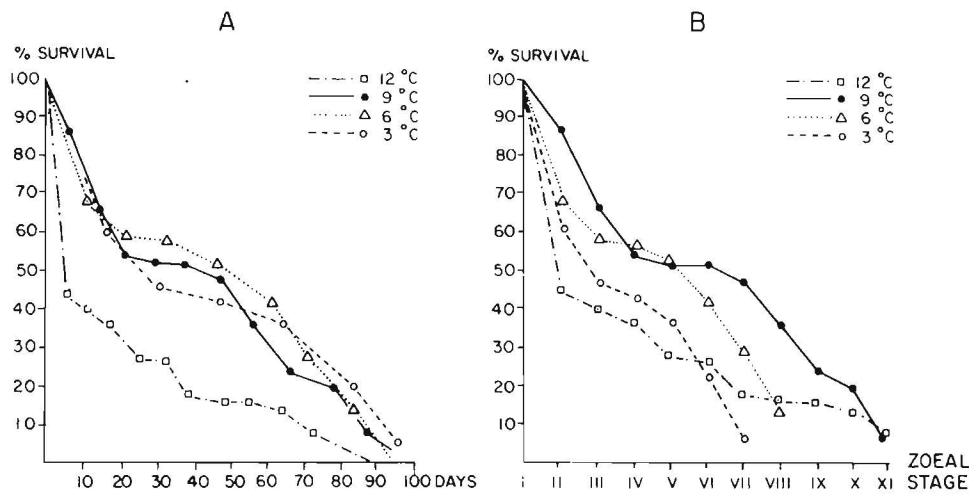 A
% SURVIVAL
100
90
80
70
60
50
40
30
20
10
12 °C
9 °C
6 °C
3 °C
10 20 30 40 50 60 70 80 90 100 DAYS
B
% SURVIVAL
100
90
80
70
60
50
40
30
20
10
12 °C
9 °C
6 °C
3 °C
i II III IV V VI VII VIII IX X XI
ZOEAL
STAGE